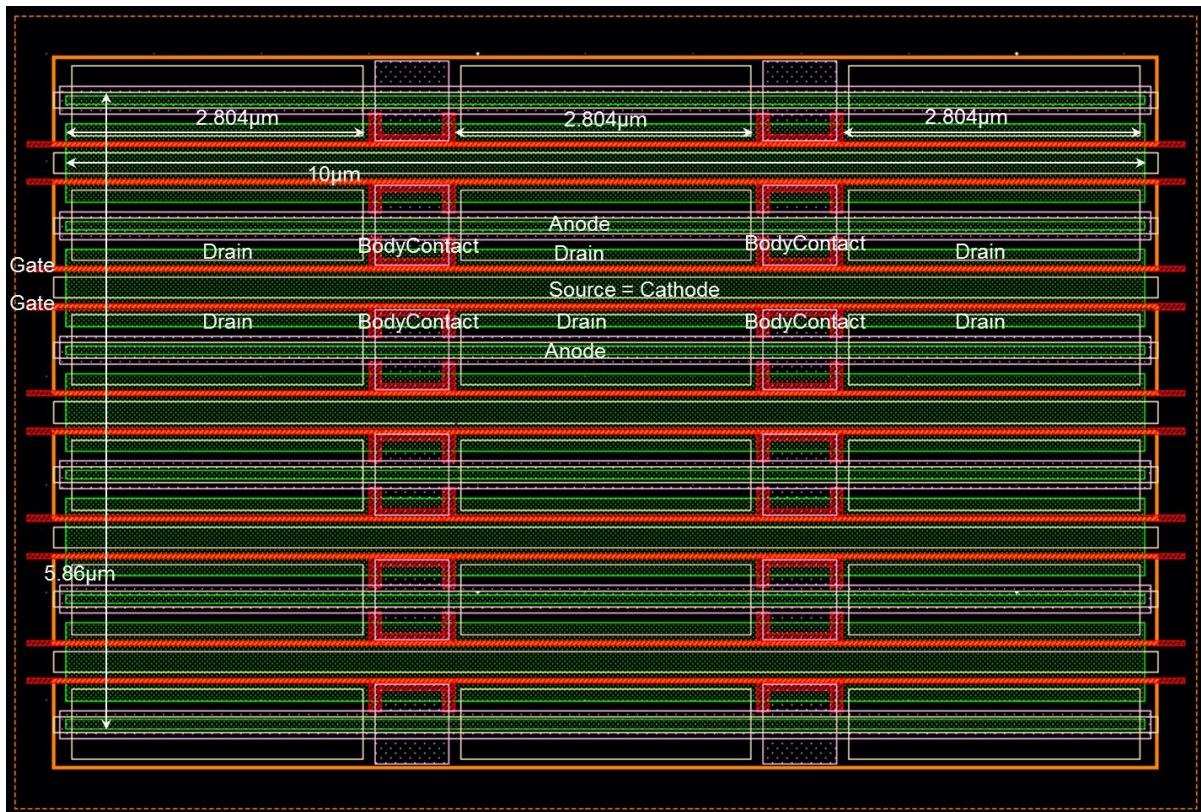 2.804µm
2.804µm
2.804µm
10µm
Anode
Drain
BodyContact
Drain
BodyContact
Drain
Gate
Source = Cathode
Gate
Drain
BodyContact
Drain
BodyContact
Drain
Anode
5.86µm